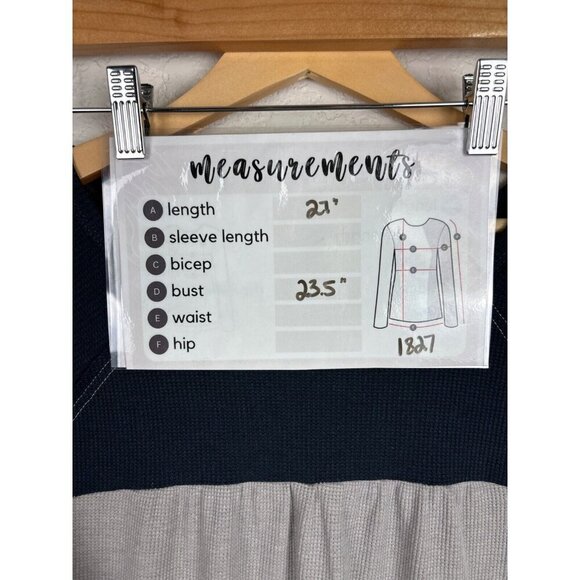 measurements
A length 27"
B sleeve length
C bicep
D bust 23.5"
E waist
F hip
1827